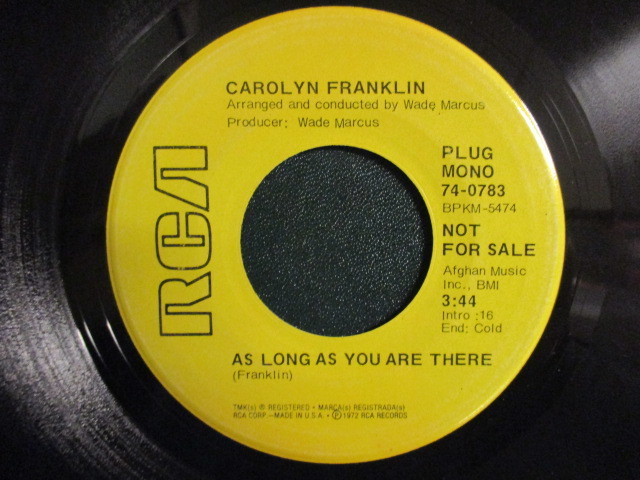 CAROLYN FRANKLIN
Arranged and conducted by Wade Marcus
Producer: Wade Marcus
RCA
PLUG
MONO
74-0783
BPKM-5474
NOT
FOR SALE
Afghan Music
Inc., BMI
3:44
Intro :16
End: Cold
AS LONG AS YOU ARE THERE
(Franklin)
TMK(s) ® REGISTERED • MARCA(s) REGISTRADA(s)
RCA CORP.—MADE IN U.S.A. • ℗ 1972 RCA RECORDS